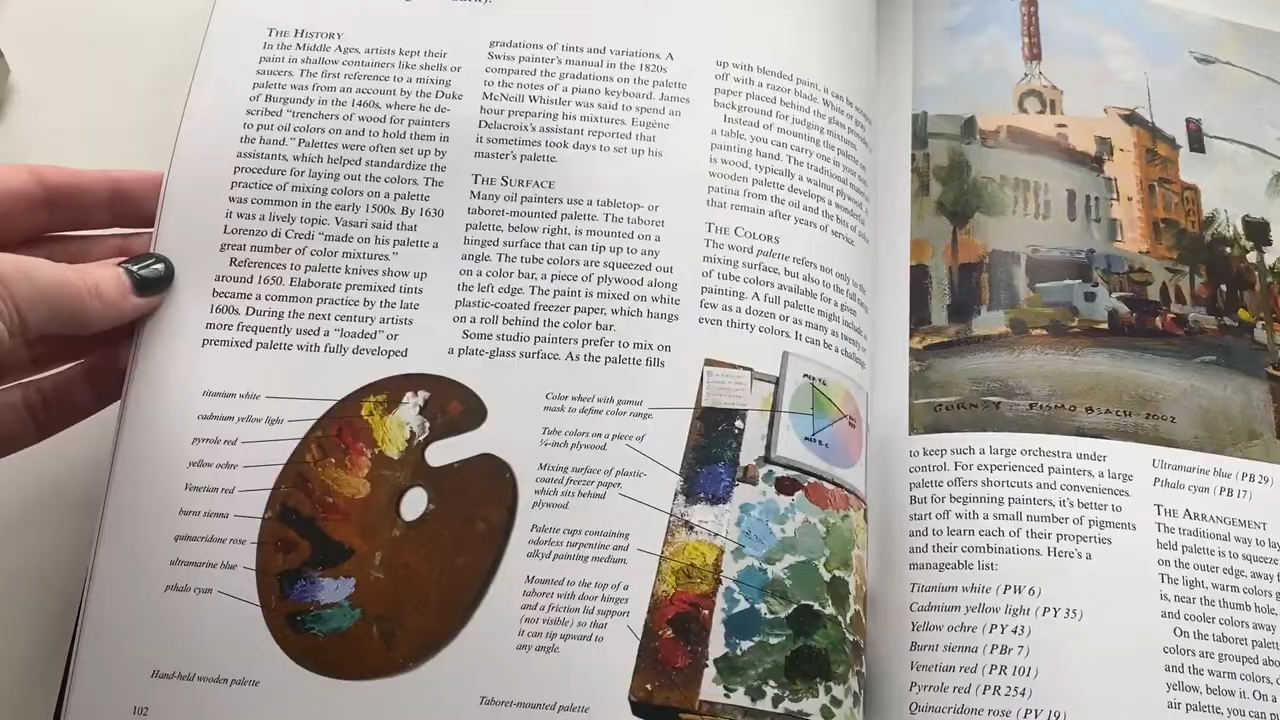 THE HISTORY
In the Middle Ages, artists kept their
paint in shallow containers like shells or
saucers. The first reference to a mixing
palette was from an account by the Duke
of Burgundy in the 1460s, where he de-
scribed “trenchers of wood for painters
to put oil colors on and to hold them in
the hand.” Palettes were often set up by
assistants, which helped standardize the
procedure for laying out the colors. The
practice of mixing colors on a palette
was common in the early 1500s. By 1630
it was a lively topic. Vasari said that
Lorenzo di Credi “made on his palette a
great number of color mixtures.”
References to palette knives show up
around 1650. Elaborate premixed tints
became a common practice by the late
1600s. During the next century artists
more frequently used a “loaded” or
premixed palette with fully developed
gradations of tints and variations. A
Swiss painter's manual in the 1820s
compared the gradations on the palette
to the notes of a piano keyboard. James
McNeill Whistler was said to spend an
hour preparing his mixtures. Eugène
Delacroix's assistant reported that
it sometimes took days to set up his
master's palette.
THE SURFACE
Many oil painters use a tabletop- or
taboret-mounted palette. The taboret
palette, below right, is mounted on a
hinged surface that can tip up to any
angle. The tube colors are squeezed out
on a color bar, a piece of plywood along
the left edge. The paint is mixed on white
plastic-coated freezer paper, which hangs
on a roll behind the color bar.
Some studio painters prefer to mix on
a plate-glass surface. As the palette fills
up with blended paint, it can be scraped
off with a razor blade. White or gray
paper placed behind the glass provides
background for judging mixtures.
Instead of mounting the palette on
a table, you can carry one in your non-
painting hand. The traditional material
is wood, typically a walnut plywood. A
wooden palette develops a wonderful
patina from the oil and the bits of color
that remain after years of service.
THE COLORS
The word palette refers not only to the
mixing surface, but also to the full range
of tube colors available for a given
painting. A full palette might include as
few as a dozen or as many as twenty or
even thirty colors. It can be a challenge
titanium white
cadmium yellow light
pyrrole red
yellow ochre
Venetian red
burnt sienna
quinacridone rose
ultramarine blue
pthalo cyan
Hand-held wooden palette
102
Color wheel with gamut
mask to define color range.
Tube colors on a piece of
¼-inch plywood.
Mixing surface of plastic-
coated freezer paper,
which sits behind
plywood.
Palette cups containing
odorless turpentine and
alkyd painting medium.
Mounted to the top of a
taboret with door hinges
and a friction lid support
(not visible) so that
it can tip upward to
any angle.
Taboret-mounted palette
GURNEY - PISMO BEACH - 2002
to keep such a large orchestra under
control. For experienced painters, a large
palette offers shortcuts and conveniences.
But for beginning painters, it's better to
start off with a small number of pigments
and to learn each of their properties
and their combinations. Here's a
manageable list:
Titanium white (PW 6)
Cadmium yellow light (PY 35)
Yellow ochre (PY 43)
Burnt sienna (PBr 7)
Venetian red (PR 101)
Pyrrole red (PR 254)
Quinacridone rose (PV 19)
Ultramarine blue (PB 29)
Pthalo cyan (PB 17)
THE ARRANGEMENT
The traditional way to lay
held palette is to squeeze
on the outer edge, away f
The light, warm colors g
is, near the thumb hole,
and cooler colors away
On the taboret palett
colors are grouped abo
and the warm colors,
yellow, below it. On a
air palette, you can p